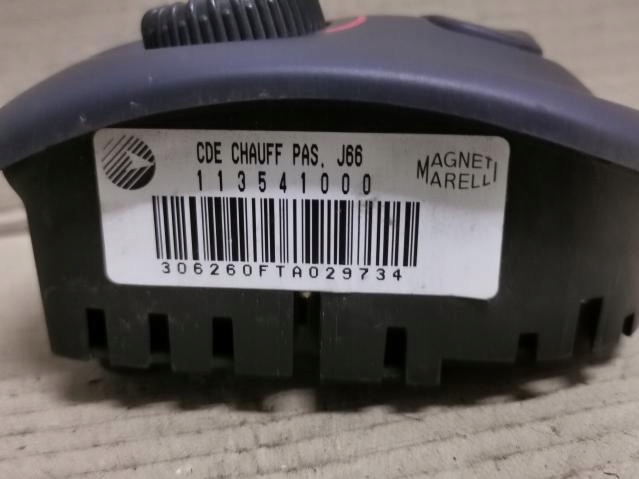 CDE CHAUFF PAS. J66
113541000
MAGNETI
MARELLI
306260FTA029734